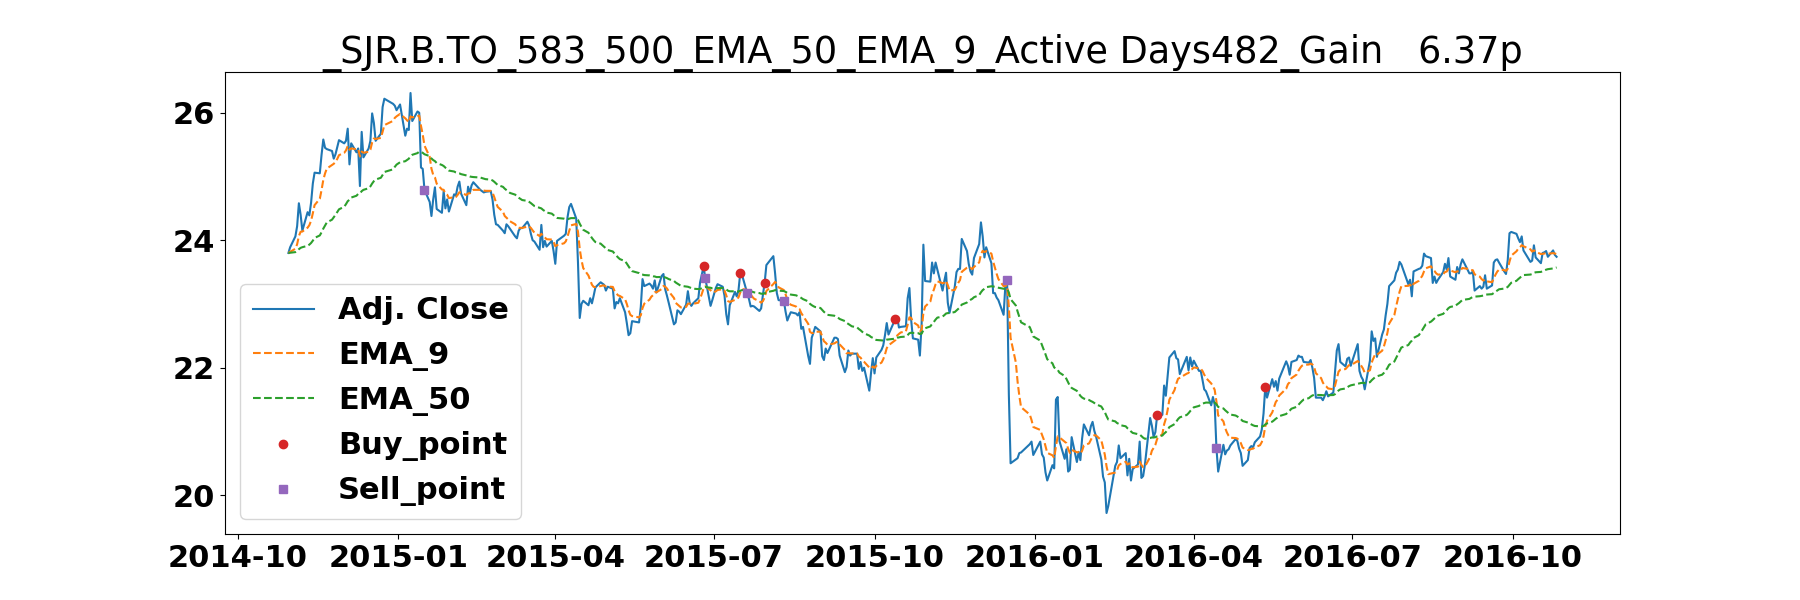 _SJR.B.TO_583_500_EMA_50_EMA_9_Active Days482_Gain   6.37p
26
24
22
20
Adj. Close
EMA_9
EMA_50
Buy_point
Sell_point
2014-10 2015-01 2015-04 2015-07 2015-10 2016-01 2016-04 2016-07 2016-10